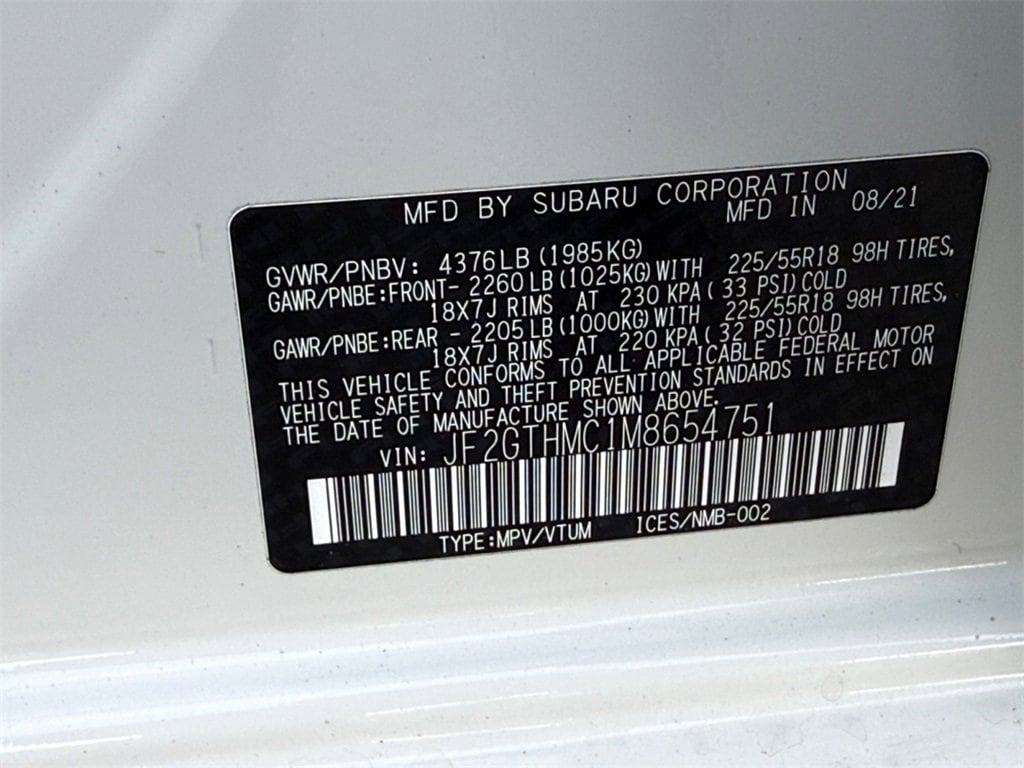 MFD BY SUBARU CORPORATION
MFD IN 08/21
GVWR/PNBV: 4376LB (1985KG)
GAWR/PNBE:FRONT- 2260LB(1025KG)WITH 225/55R18 98H TIRES,
18X7J RIMS AT 230 KPA( 33 PSI)COLD
GAWR/PNBE:REAR - 2205LB(1000KG)WITH 225/55R18 98H TIRES,
18X7J RIMS AT 220 KPA( 32 PSI)COLD
THIS VEHICLE CONFORMS TO ALL APPLICABLE FEDERAL MOTOR
VEHICLE SAFETY AND THEFT PREVENTION STANDARDS IN EFFECT ON
THE DATE OF MANUFACTURE SHOWN ABOVE.
VIN: JF2GTHMC1M8654751
TYPE:MPV/VTUM ICES/NMB-002